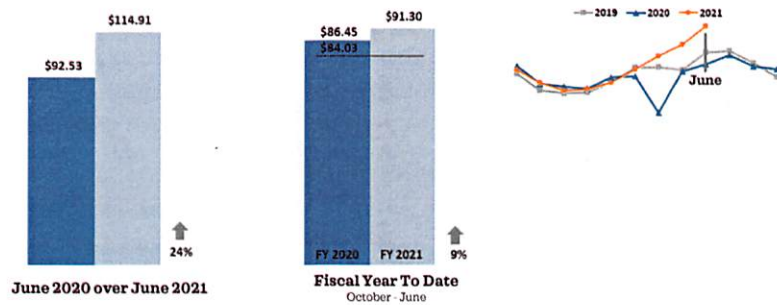 $92.53
$114.91
24%
June 2020 over June 2021
$86.45
$84.03
$91.30
FY 2020
FY 2021
9%
Fiscal Year To Date
October - June
2019
2020
2021
June